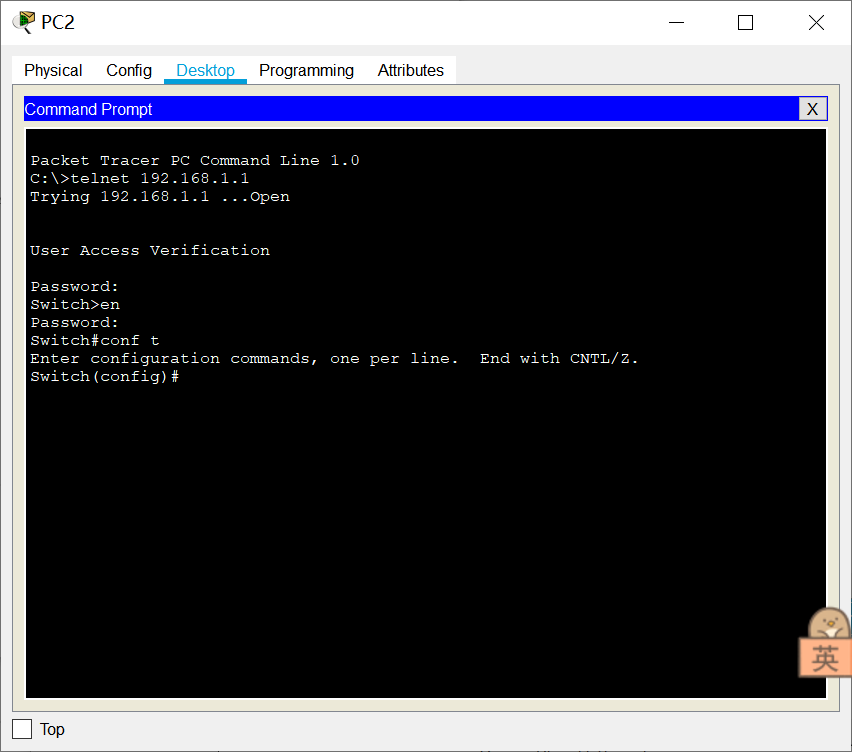 PC2
Physical Config Desktop Programming Attributes
Command Prompt
X
Packet Tracer PC Command Line 1.0
C:\>telnet 192.168.1.1
Trying 192.168.1.1 ...Open
User Access Verification
Password:
Switch>en
Password:
Switch#conf t
Enter configuration commands, one per line.  End with CNTL/Z.
Switch(config)#
英
Top